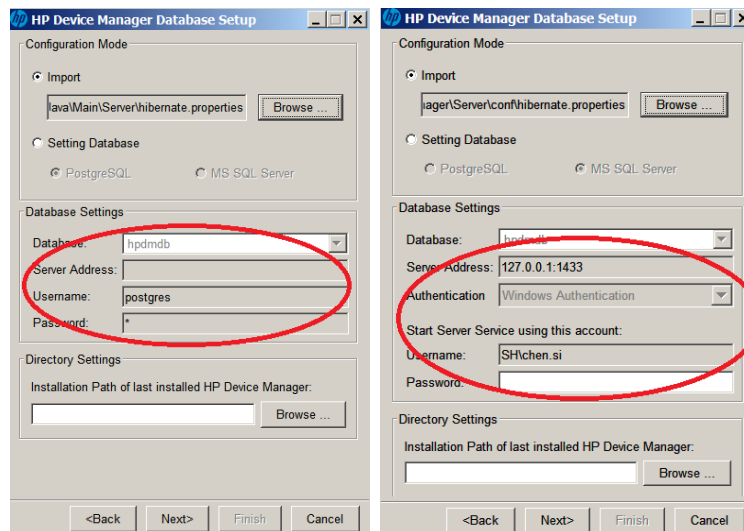 HP Device Manager Database Setup
Configuration Mode
Import
lava\Main\Server\hibernate.properties
Browse ...
Setting Database
PostgreSQL
MS SQL Server
Database Settings
Database:
hpdmdb
Server Address:
Username:
postgres
Password:
*
Directory Settings
Installation Path of last installed HP Device Manager:
Browse ...
<Back
Next>
Finish
Cancel
HP Device Manager Database Setup
Configuration Mode
Import
ager\Server\conf\hibernate.properties
Browse ...
Setting Database
PostgreSQL
MS SQL Server
Database Settings
Database:
hpdmdb
Server Address:
127.0.0.1:1433
Authentication
Windows Authentication
Start Server Service using this account:
Username:
SH\chen.si
Password:
Directory Settings
Installation Path of last installed HP Device Manager:
Browse ...
<Back
Next>
Finish
Cancel